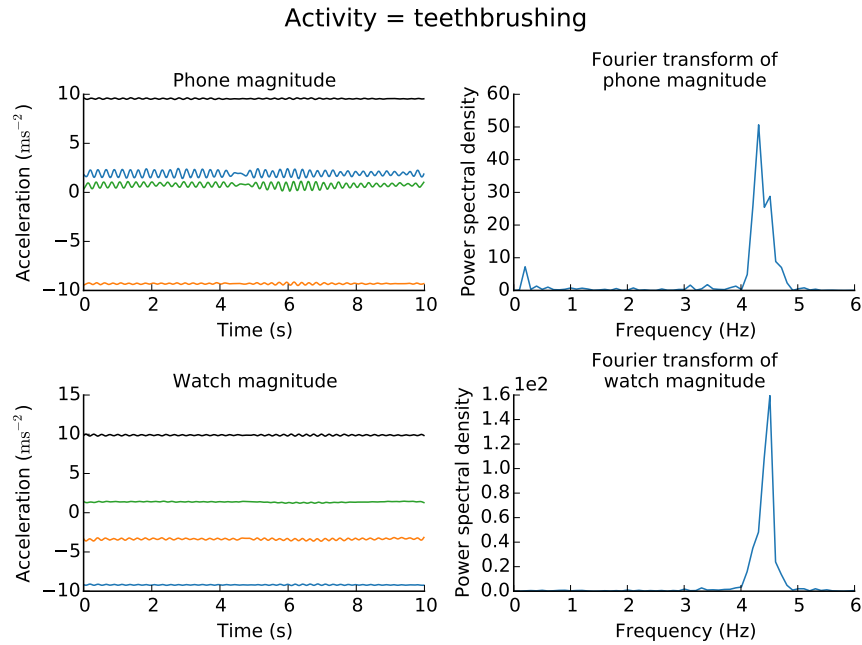 Activity = teethbrushing
Phone magnitude
Acceleration (ms⁻²)
10
5
0
−5
−10
0 2 4 6 8 10
Time (s)
Fourier transform of
phone magnitude
Power spectral density
60
50
40
30
20
10
0
0 1 2 3 4 5 6
Frequency (Hz)
Watch magnitude
Acceleration (ms⁻²)
15
10
5
0
−5
−10
0 2 4 6 8 10
Time (s)
Fourier transform of
watch magnitude
1e2
Power spectral density
1.6
1.4
1.2
1.0
0.8
0.6
0.4
0.2
0.0
0 1 2 3 4 5 6
Frequency (Hz)